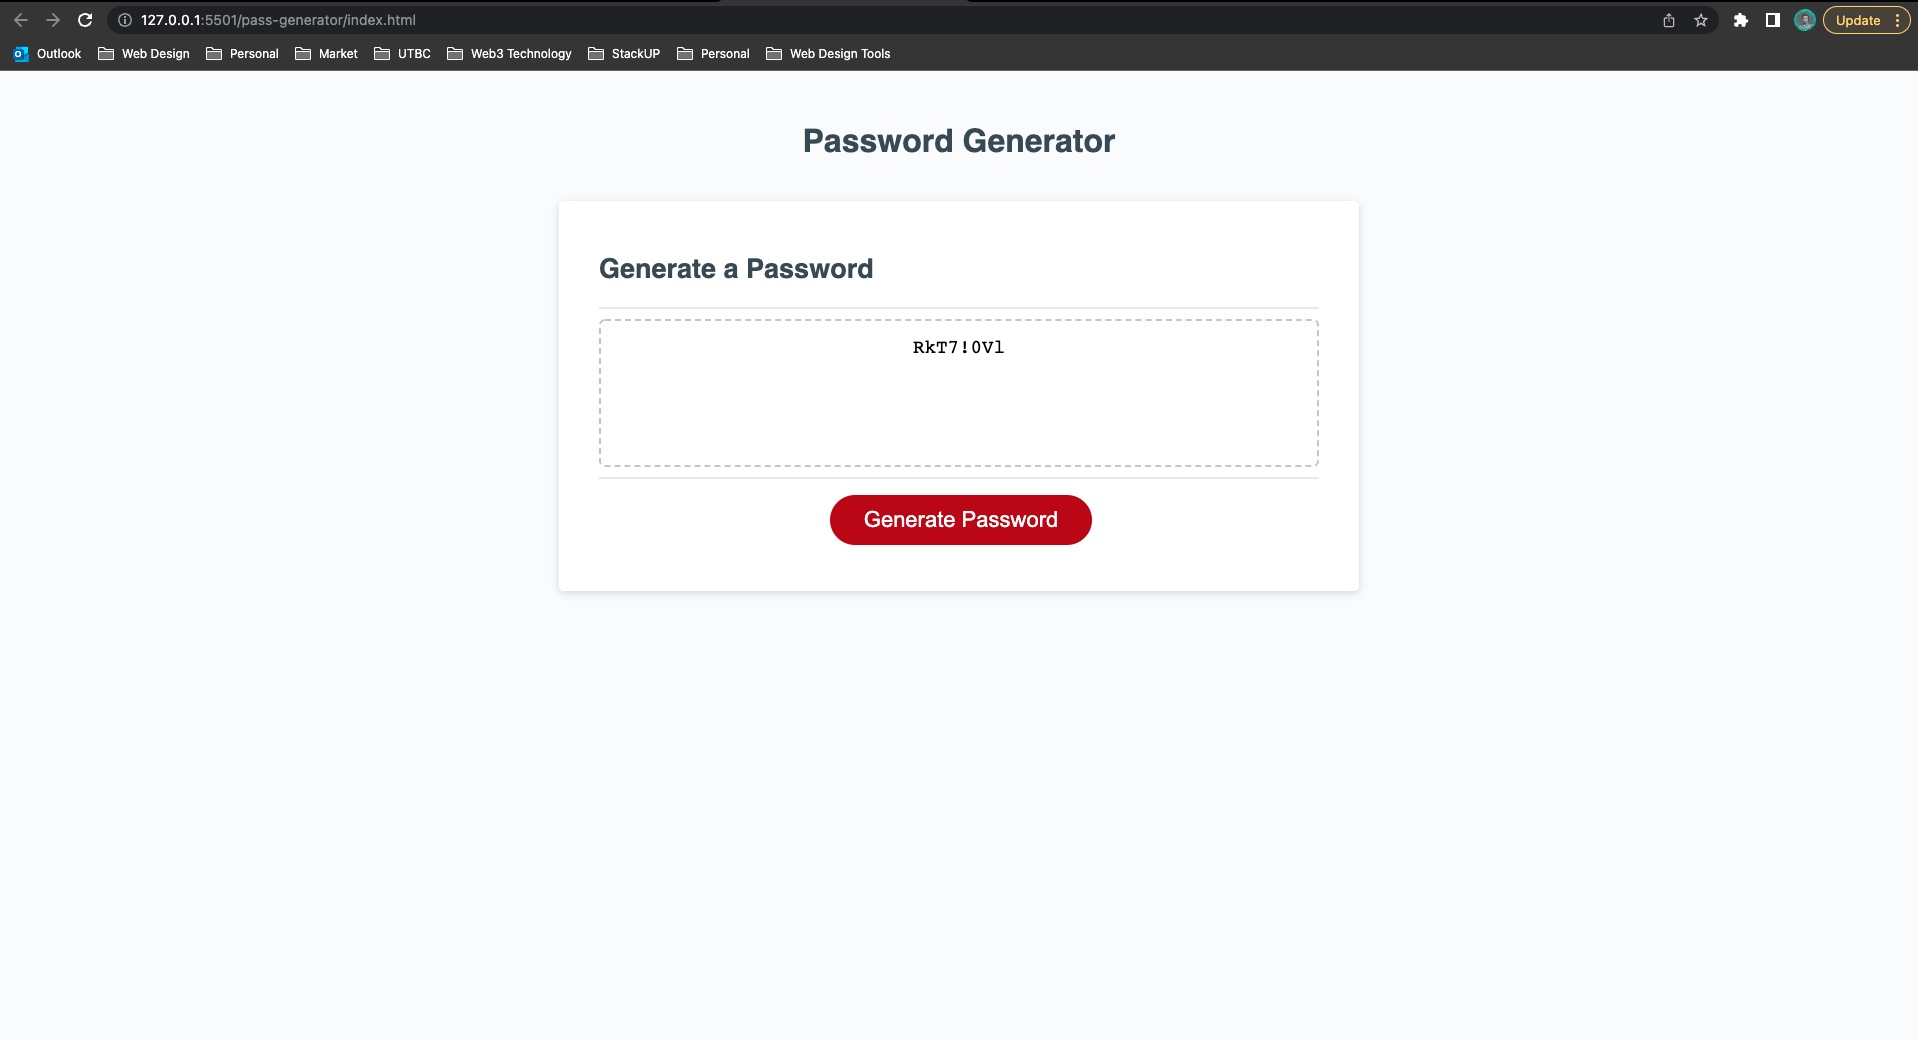 127.0.0.1:5501/pass-generator/index.html
Update
Outlook Web Design Personal Market UTBC Web3 Technology StackUP Personal Web Design Tools
Password Generator
Generate a Password
RkT7!0Vl
Generate Password